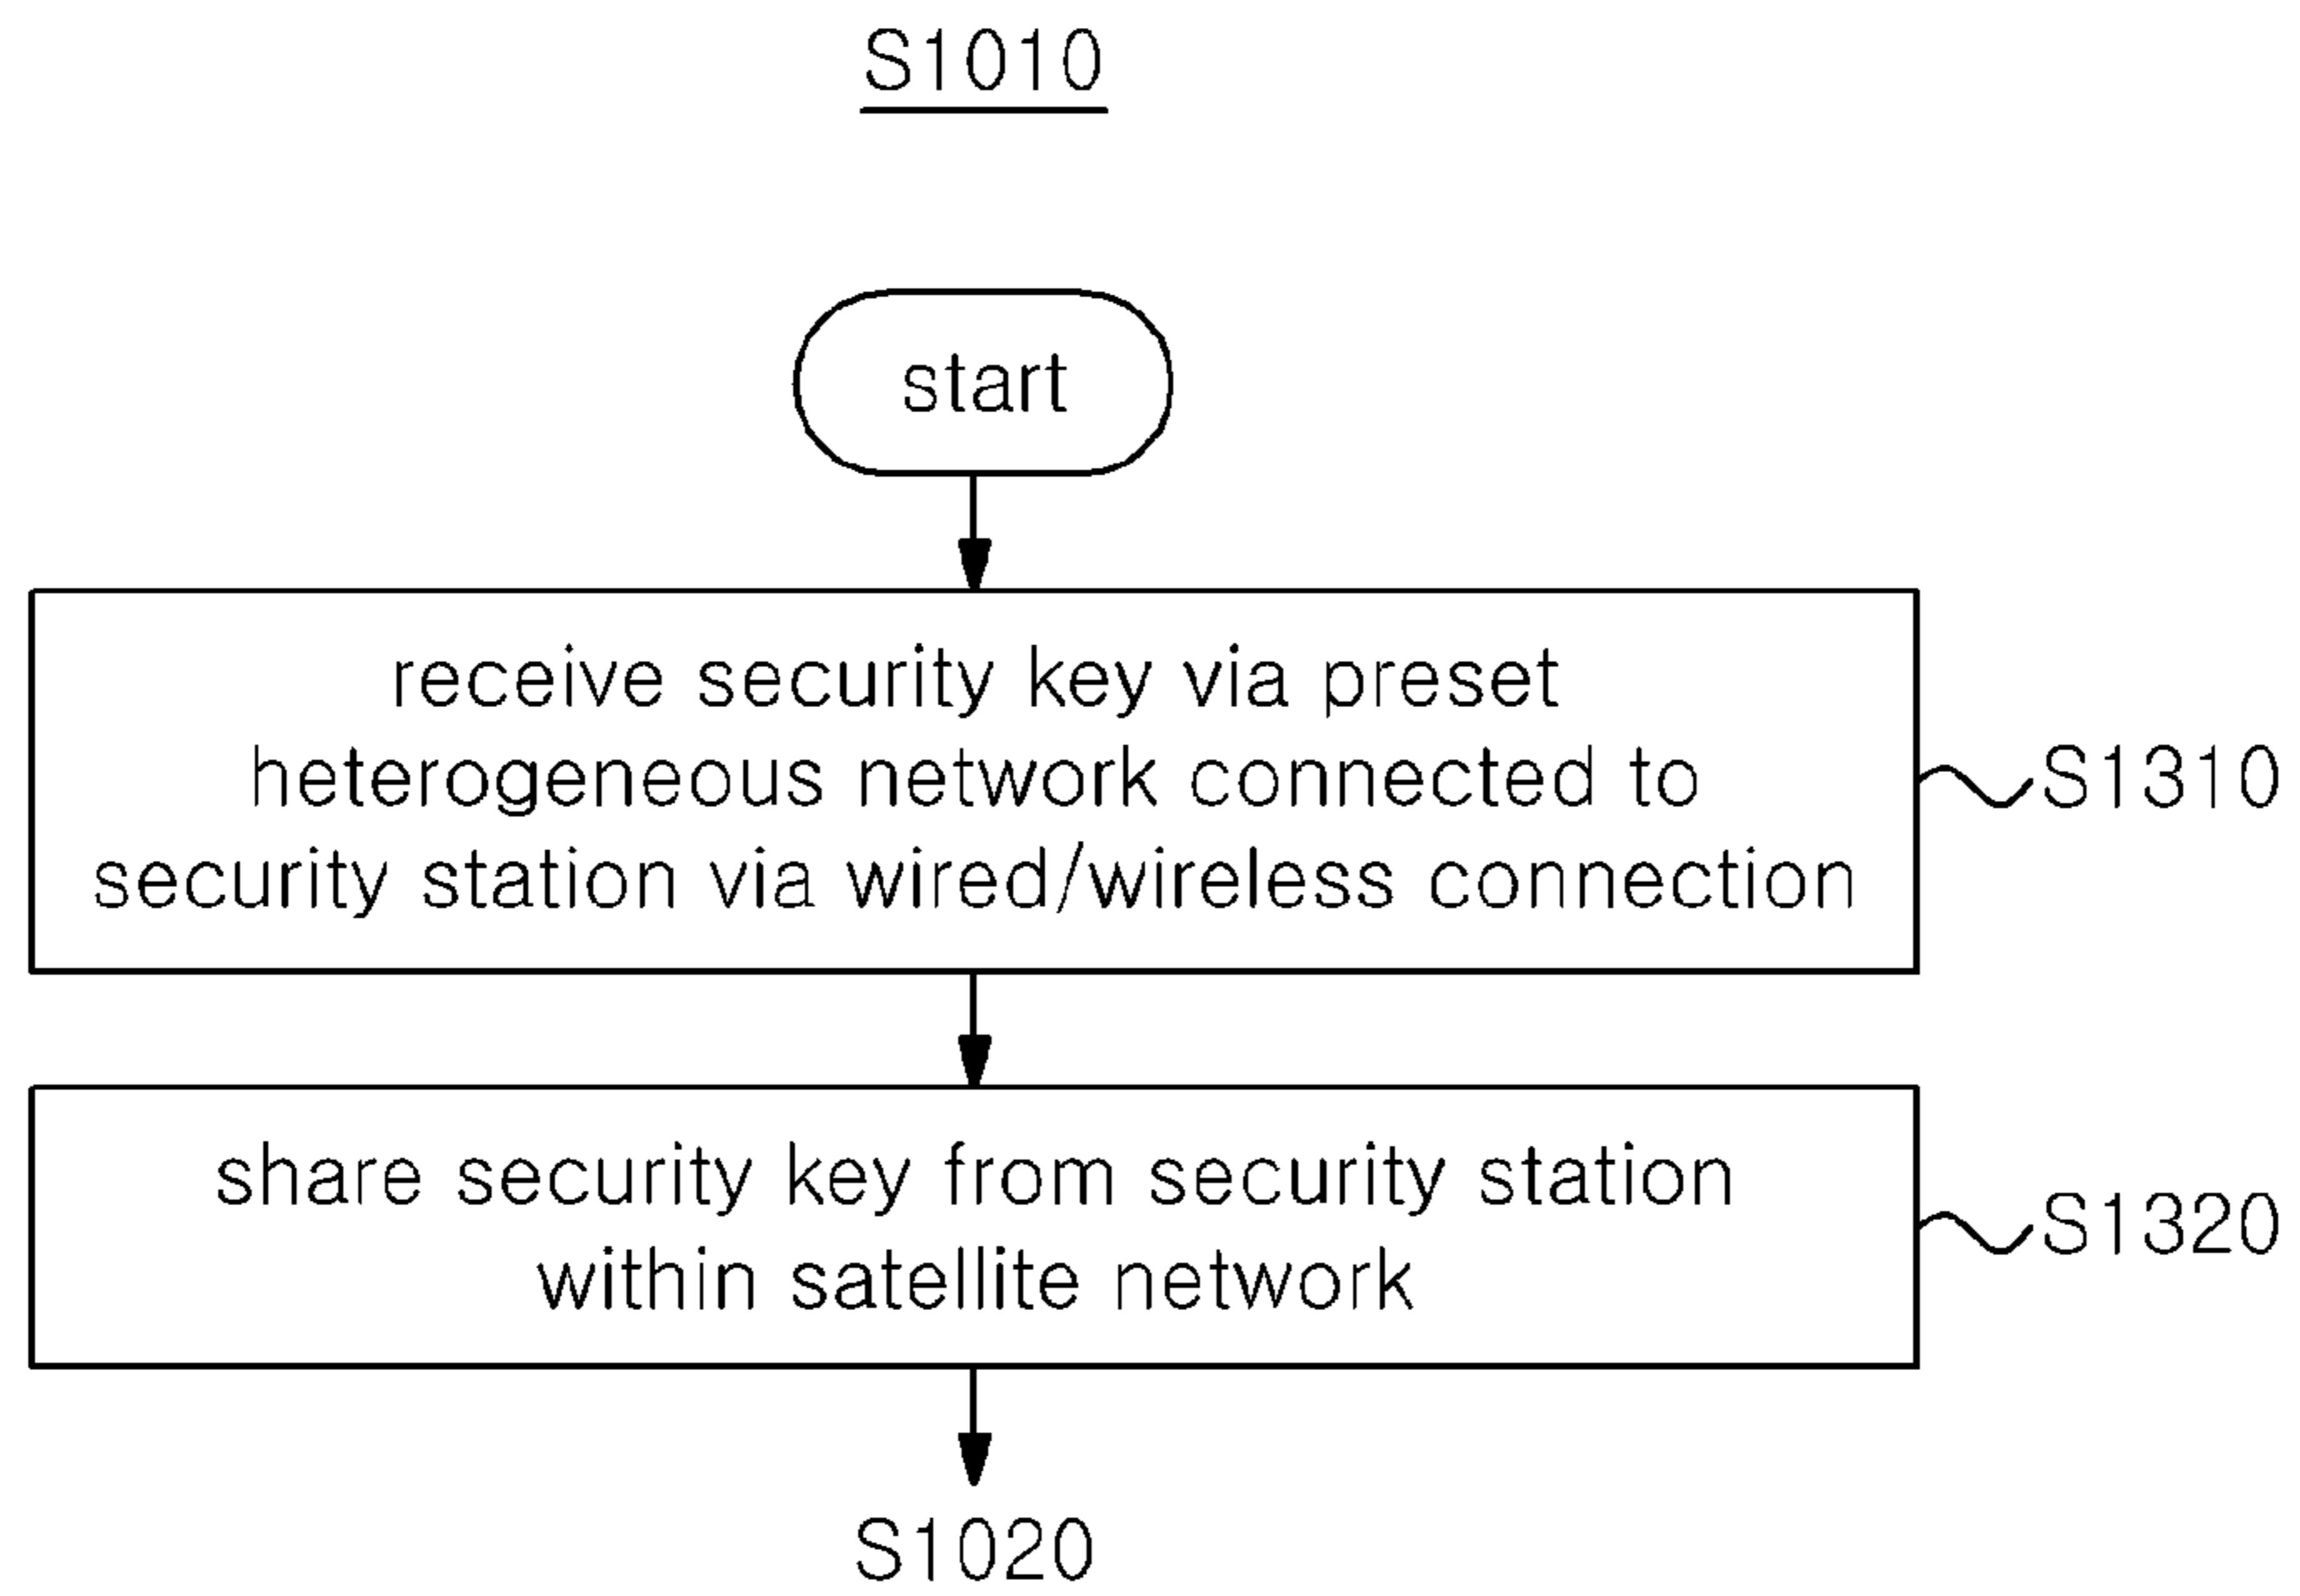 S1010
start
receive security key via preset
heterogeneous network connected to
security station via wired/wireless connection
S1310
share security key from security station
within satellite network
S1320
S1020